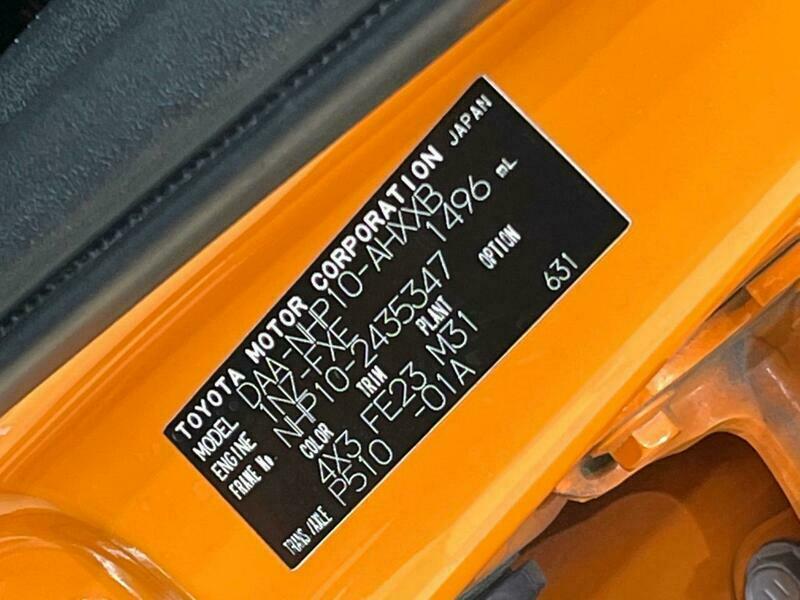 TOYOTA MOTOR CORPORATION JAPAN
MODEL DAA-NHP10-AHXXB
ENGINE 1NZ-FXE 1496 mL
FRAME No. NHP10-2435347
COLOR TRIM PLANT OPTION
4X3 FE23 M31 631
TRANS/AXLE P510 -01A